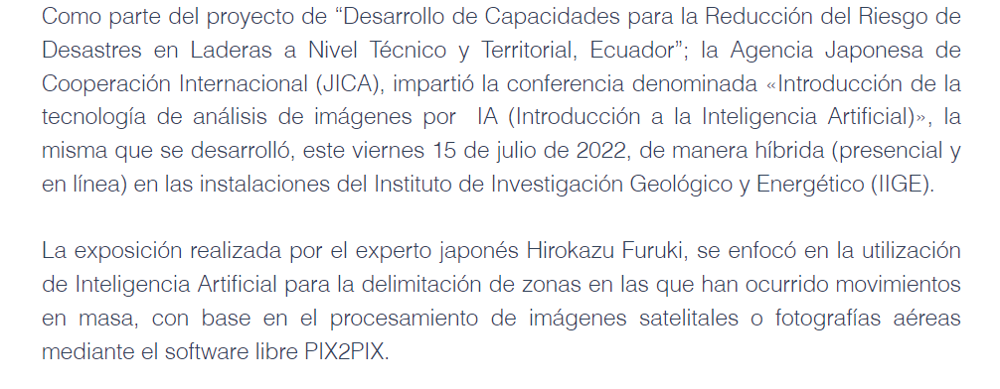 Como parte del proyecto de “Desarrollo de Capacidades para la Reducción del Riesgo de
Desastres en Laderas a Nivel Técnico y Territorial, Ecuador”; la Agencia Japonesa de
Cooperación Internacional (JICA), impartió la conferencia denominada «Introducción de la
tecnología de análisis de imágenes por  IA (Introducción a la Inteligencia Artificial)», la
misma que se desarrolló, este viernes 15 de julio de 2022, de manera híbrida (presencial y
en línea) en las instalaciones del Instituto de Investigación Geológico y Energético (IIGE).
La exposición realizada por el experto japonés Hirokazu Furuki, se enfocó en la utilización
de Inteligencia Artificial para la delimitación de zonas en las que han ocurrido movimientos
en masa, con base en el procesamiento de imágenes satelitales o fotografías aéreas
mediante el software libre PIX2PIX.